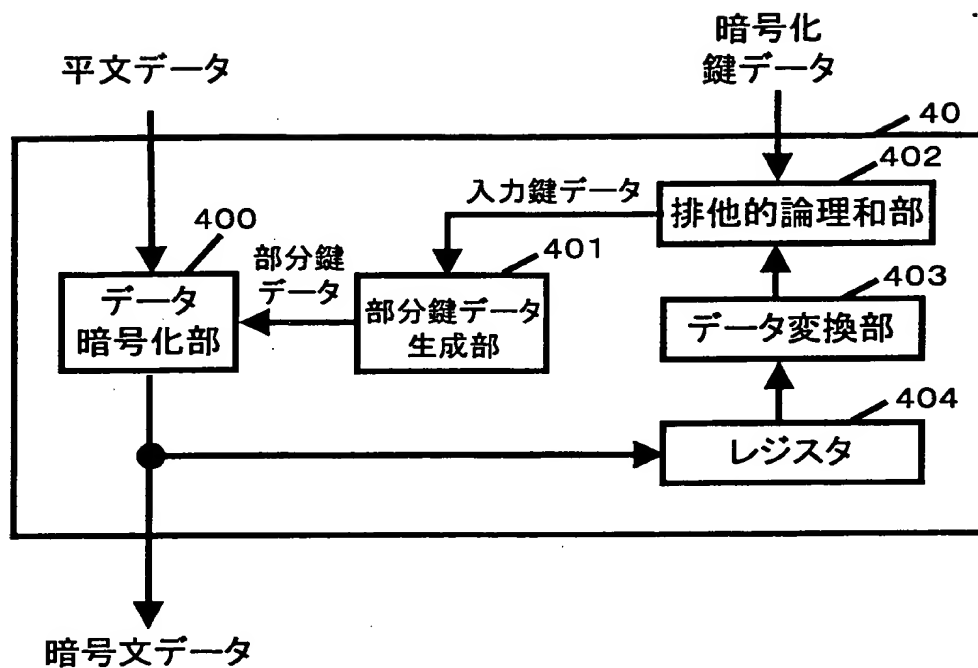 平文データ
暗号化
鍵データ
40
402
排他的論理和部
入力鍵データ
400
データ
暗号化部
部分鍵
データ
401
部分鍵データ
生成部
403
データ変換部
404
レジスタ
暗号文データ